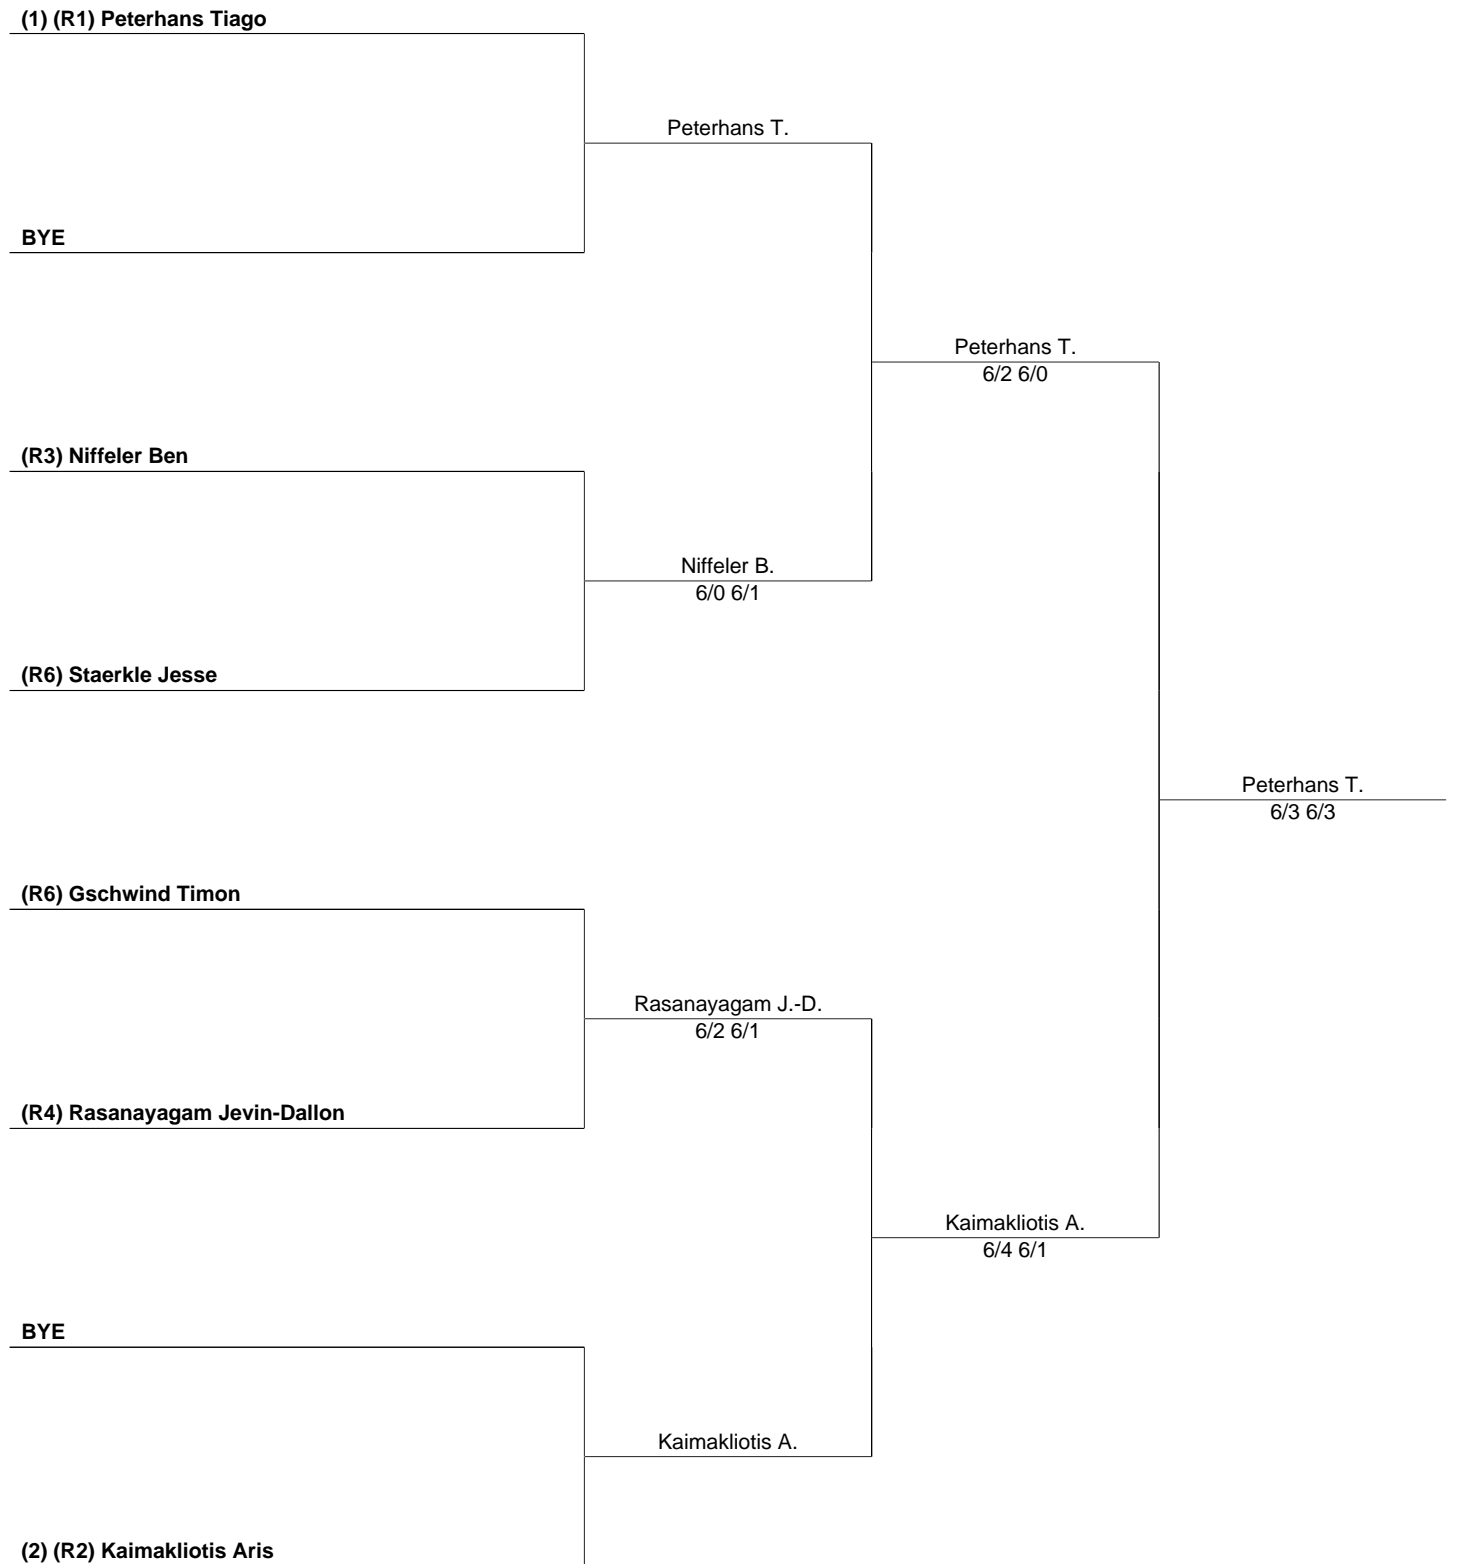 (1) (R1) Peterhans Tiago
Peterhans T.
BYE
Peterhans T.
6/2 6/0
(R3) Niffeler Ben
Niffeler B.
6/0 6/1
(R6) Staerkle Jesse
Peterhans T.
6/3 6/3
(R6) Gschwind Timon
Rasanayagam J.-D.
6/2 6/1
(R4) Rasanayagam Jevin-Dallon
Kaimakliotis A.
6/4 6/1
BYE
Kaimakliotis A.
(2) (R2) Kaimakliotis Aris